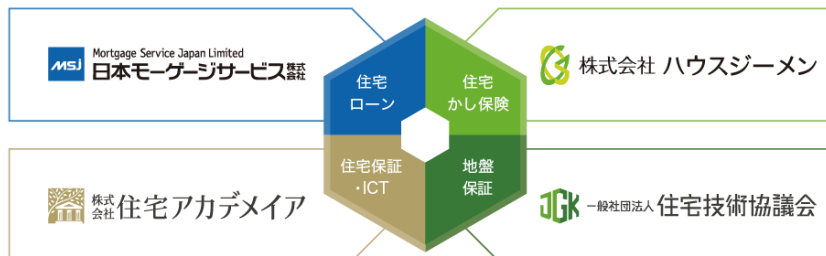 MSJ
Mortgage Service Japan Limited
日本モーゲージサービス株式会社
住宅
ローン
住宅
かし保険
株式会社 ハウスジーメン
株式会社住宅アカデメイア
住宅保証
・ICT
地盤
保証
JGK
一般社団法人 住宅技術協議会